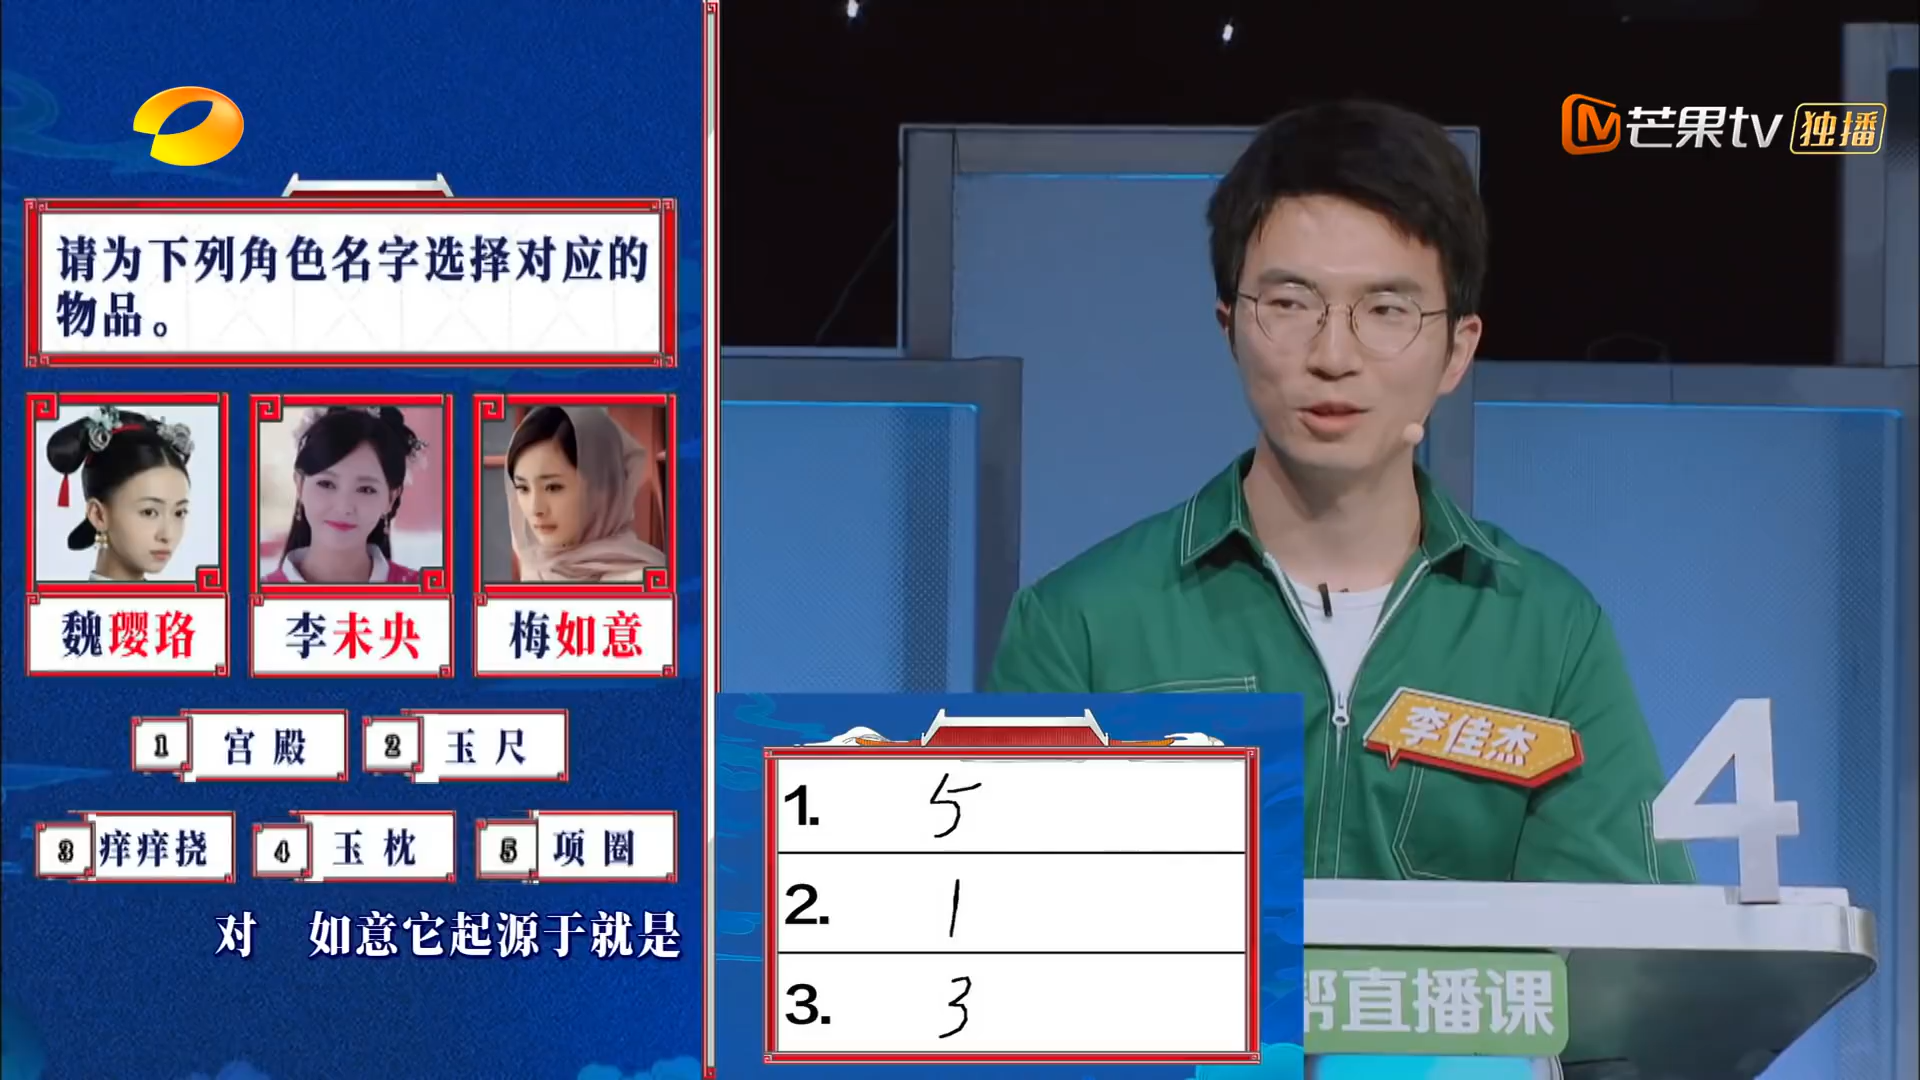 芒果tv 独播
请为下列角色名字选择对应的
物品。
魏璎珞 李未央 梅如意
1 宫殿 2 玉尺
3 痒痒挠 4 玉枕 5 项圈
对 如意它起源于就是
1. 5
2. 1
3. 3
李佳杰
4
帮直播课